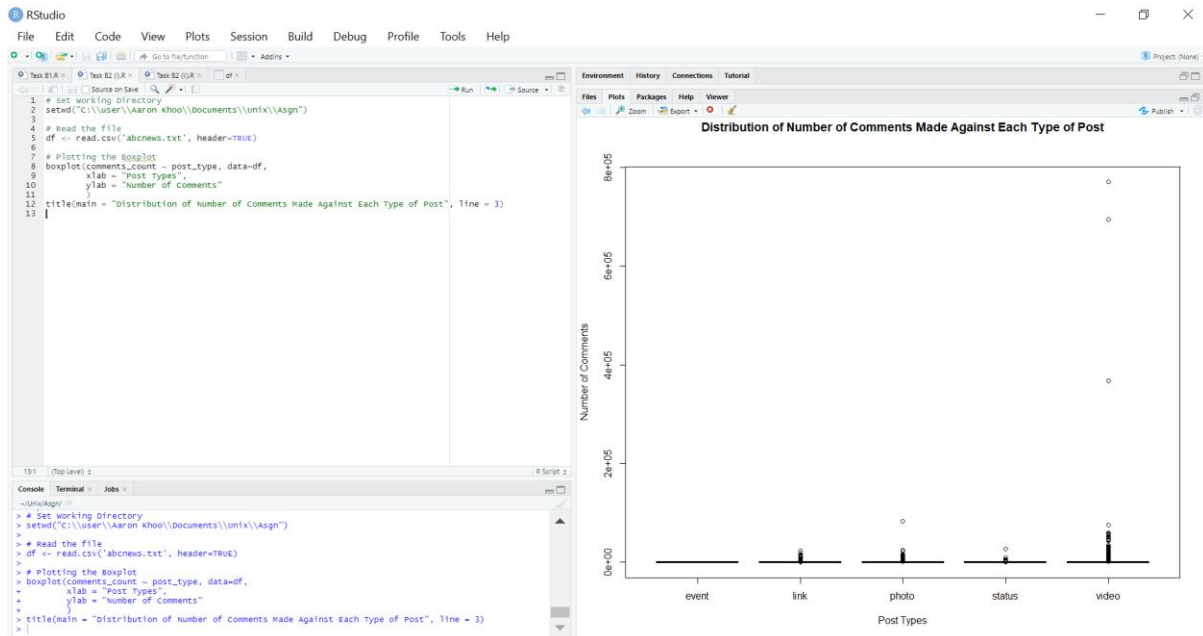 RStudio
File Edit Code View Plots Session Build Debug Profile Tools Help
Go to file/function Addins Project: (None)
Task B1.R Task B2 (i).R Task B2 (ii).R df
Source on Save Run Source
1 # Set Working Directory
2 setwd("C:\\user\\Aaron Khoo\\Documents\\Unix\\Asgn")
3
4 # Read the file
5 df <- read.csv('abcnews.txt', header=TRUE)
6
7 # Plotting the Boxplot
8 boxplot(comments_count ~ post_type, data=df,
9 xlab = "Post Types",
10 ylab = "Number of Comments"
11 )
12 title(main = "Distribution of Number of Comments Made Against Each Type of Post", line = 3)
13
13:1 (Top Level) R Script
Console Terminal Jobs
~/Unix/Asgn/
> # Set Working Directory
> setwd("C:\\user\\Aaron Khoo\\Documents\\Unix\\Asgn")
>
> # Read the file
> df <- read.csv('abcnews.txt', header=TRUE)
>
> # Plotting the Boxplot
> boxplot(comments_count ~ post_type, data=df,
+ xlab = "Post Types",
+ ylab = "Number of Comments"
+ )
> title(main = "Distribution of Number of Comments Made Against Each Type of Post", line = 3)
>
Environment History Connections Tutorial
Files Plots Packages Help Viewer
Zoom Export Publish
Distribution of Number of Comments Made Against Each Type of Post
Number of Comments
8e+05
6e+05
4e+05
2e+05
0e+00
event link photo status video
Post Types